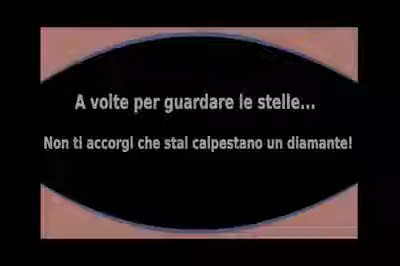 A volte per guardare le stelle...
Non ti accorgi che stai calpestano un diamante!